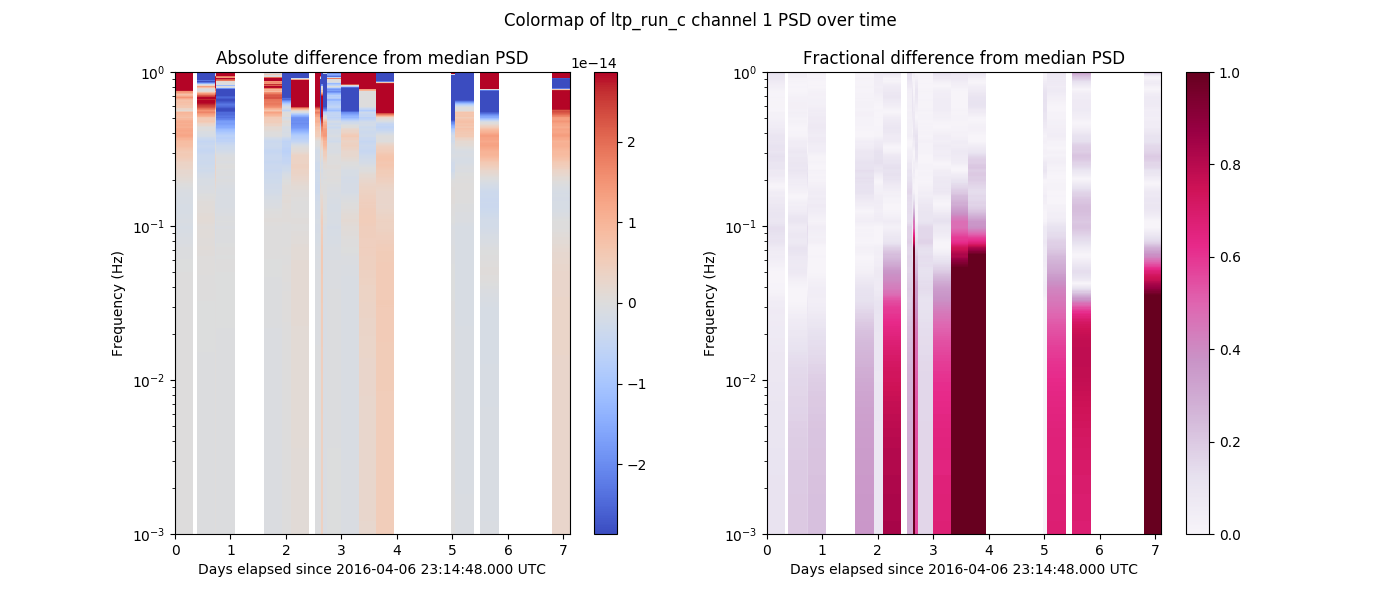 Colormap of ltp_run_c channel 1 PSD over time
Absolute difference from median PSD
1e−14
Frequency (Hz)
10⁰
10⁻¹
10⁻²
10⁻³
0 1 2 3 4 5 6 7
Days elapsed since 2016-04-06 23:14:48.000 UTC
2
1
0
−1
−2
Fractional difference from median PSD
Frequency (Hz)
10⁰
10⁻¹
10⁻²
10⁻³
0 1 2 3 4 5 6 7
Days elapsed since 2016-04-06 23:14:48.000 UTC
1.0
0.8
0.6
0.4
0.2
0.0